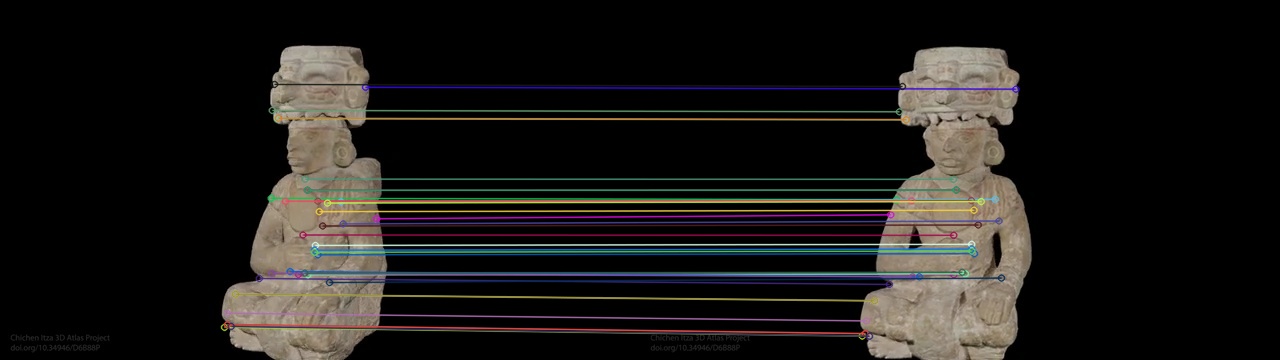 Chichen Itza 3D Atlas Project
doi.org/10.34946/D6B88P
Chichen Itza 3D Atlas Project
doi.org/10.34946/D6B88P